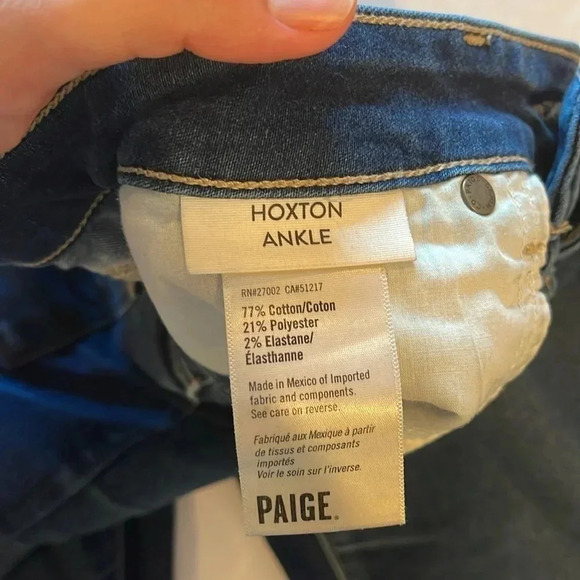 HOXTON
ANKLE
RN#27002 CA#51217
77% Cotton/Coton
21% Polyester
2% Elastane/
Élasthanne
Made in Mexico of Imported
fabric and components.
See care on reverse.
Fabriqué aux Mexique à partir
de tissus et composants
importés
Voir le soin sur l'inverse.
PAIGE.